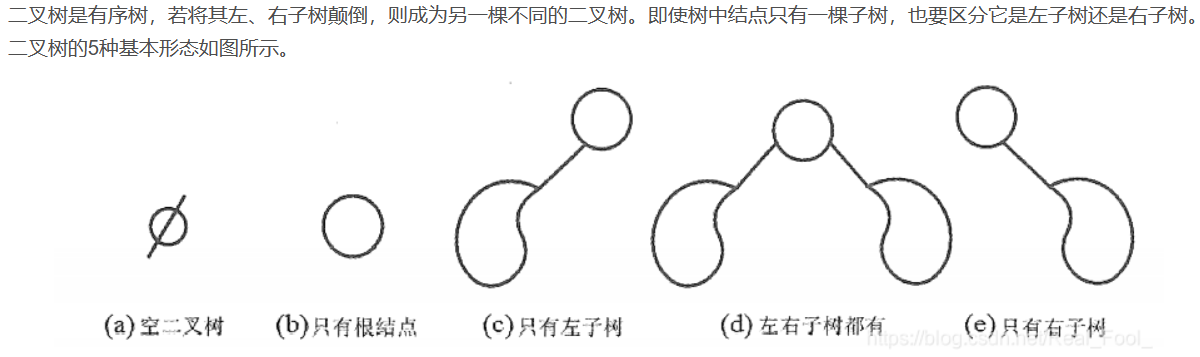 二叉树是有序树，若将其左、右子树颠倒，则成为另一棵不同的二叉树。即使树中结点只有一棵子树，也要区分它是左子树还是右子树。
二叉树的5种基本形态如图所示。
(a)空二叉树 (b)只有根结点 (c)只有左子树 (d)左右子树都有 (e)只有右子树
https://blog.csdn.net/Real_Fool_